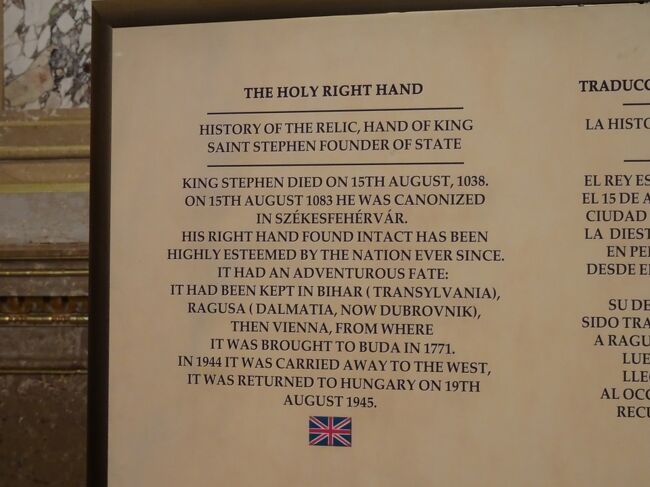 THE HOLY RIGHT HAND
HISTORY OF THE RELIC, HAND OF KING
SAINT STEPHEN FOUNDER OF STATE
KING STEPHEN DIED ON 15TH AUGUST, 1038.
ON 15TH AUGUST 1083 HE WAS CANONIZED
IN SZÉKESFEHÉRVÁR.
HIS RIGHT HAND FOUND INTACT HAS BEEN
HIGHLY ESTEEMED BY THE NATION EVER SINCE.
IT HAD AN ADVENTUROUS FATE:
IT HAD BEEN KEPT IN BIHAR ( TRANSYLVANIA),
RAGUSA ( DALMATIA, NOW DUBROVNIK),
THEN VIENNA, FROM WHERE
IT WAS BROUGHT TO BUDA IN 1771.
IN 1944 IT WAS CARRIED AWAY TO THE WEST,
IT WAS RETURNED TO HUNGARY ON 19TH
AUGUST 1945.
TRADUCC
LA HISTO
EL REY ES
EL 15 DE A
CIUDAD
LA DIEST
EN PE
DESDE E
SU DE
SIDO TRA
A RAGU
LUE
LLE
AL OCC
RECU